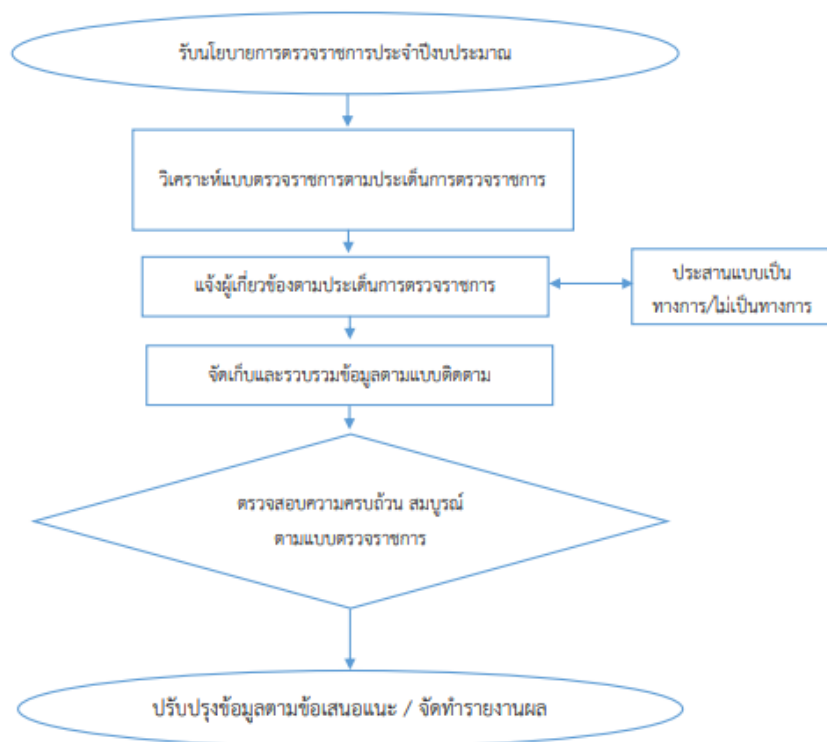 รับนโยบายการตรวจราชการประจำปีงบประมาณ
วิเคราะห์แบบตรวจราชการตามประเด็นการตรวจราชการ
แจ้งผู้เกี่ยวข้องตามประเด็นการตรวจราชการ
ประสานแบบเป็น
ทางการ/ไม่เป็นทางการ
จัดเก็บและรวบรวมข้อมูลตามแบบติดตาม
ตรวจสอบความครบถ้วน สมบูรณ์
ตามแบบตรวจราชการ
ปรับปรุงข้อมูลตามข้อเสนอแนะ / จัดทำรายงานผล